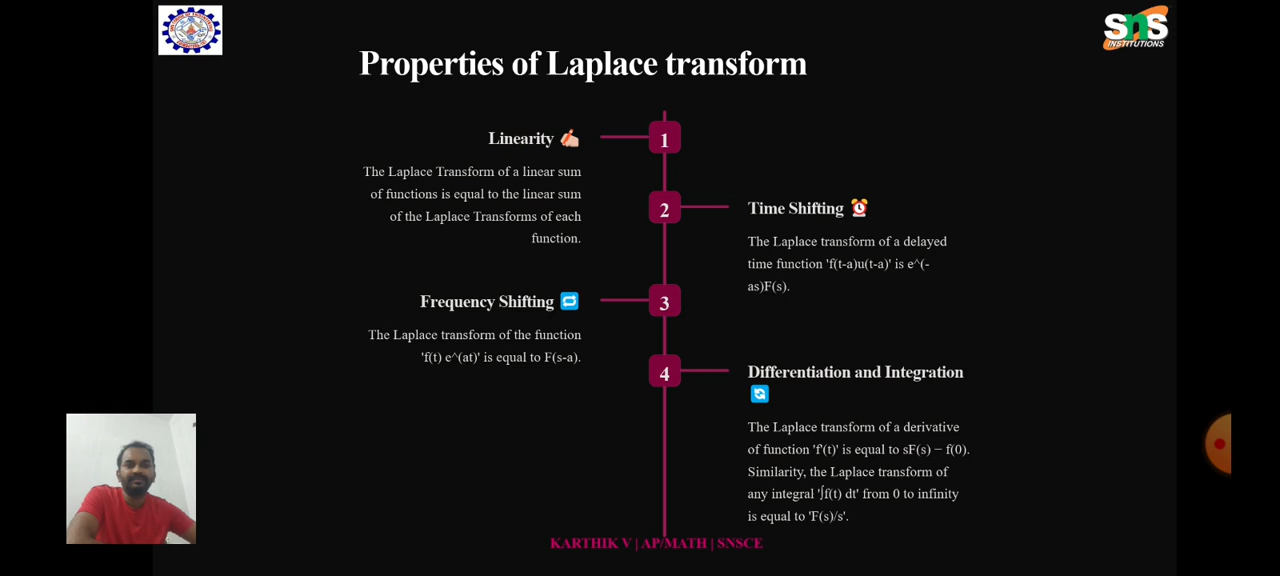 sns
INSTITUTIONS
Properties of Laplace transform
1
Linearity
The Laplace Transform of a linear sum
of functions is equal to the linear sum
of the Laplace Transforms of each
function.
2
Time Shifting
The Laplace transform of a delayed
time function 'f(t-a)u(t-a)' is e^(-
as)F(s).
3
Frequency Shifting
The Laplace transform of the function
'f(t) e^(at)' is equal to F(s-a).
4
Differentiation and Integration
The Laplace transform of a derivative
of function 'f'(t)' is equal to sF(s) − f(0).
Similarity, the Laplace transform of
any integral '∫f(t) dt' from 0 to infinity
is equal to 'F(s)/s'.
KARTHIK V | AP/MATH | SNSCE